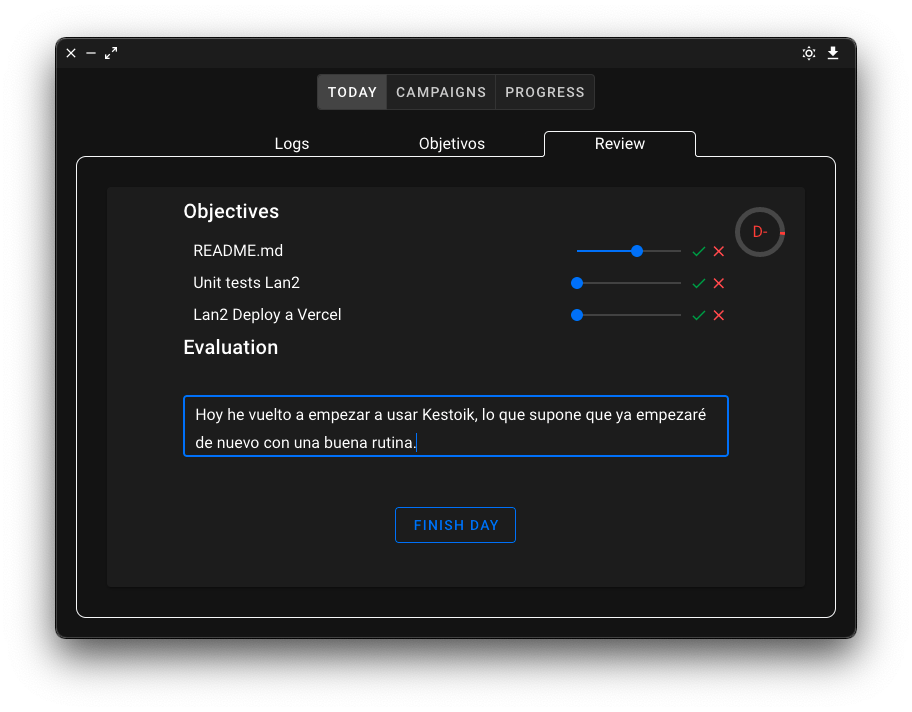 TODAY CAMPAIGNS PROGRESS
Logs Objetivos Review
Objectives
D-
README.md
Unit tests Lan2
Lan2 Deploy a Vercel
Evaluation
Hoy he vuelto a empezar a usar Kestoik, lo que supone que ya empezaré
de nuevo con una buena rutina.
FINISH DAY